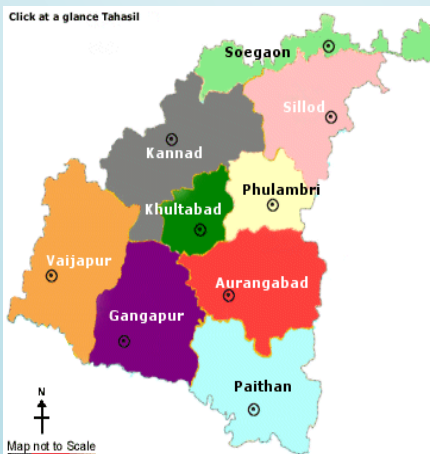 Click at a glance Tahasil
Soegaon
Sillod
Kannad
Phulambri
Khultabad
Vaijapur
Aurangabad
Gangapur
Paithan
N
Map not to Scale